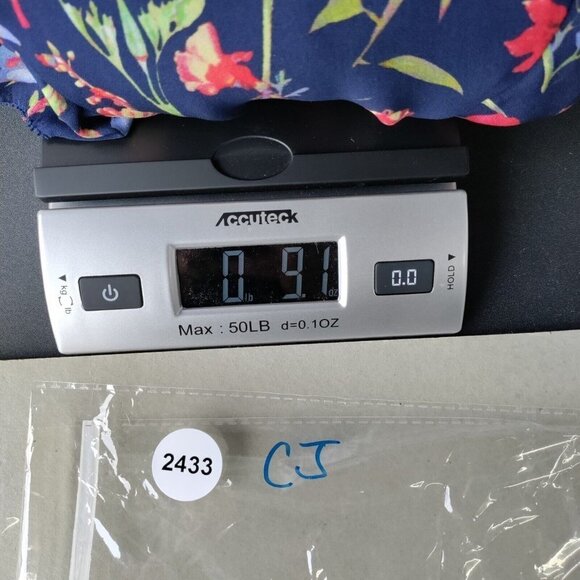 Accuteck
0 lb 9.1 oz
0.0
kg lb
HOLD
Max : 50LB d=0.1OZ
2433
CJ